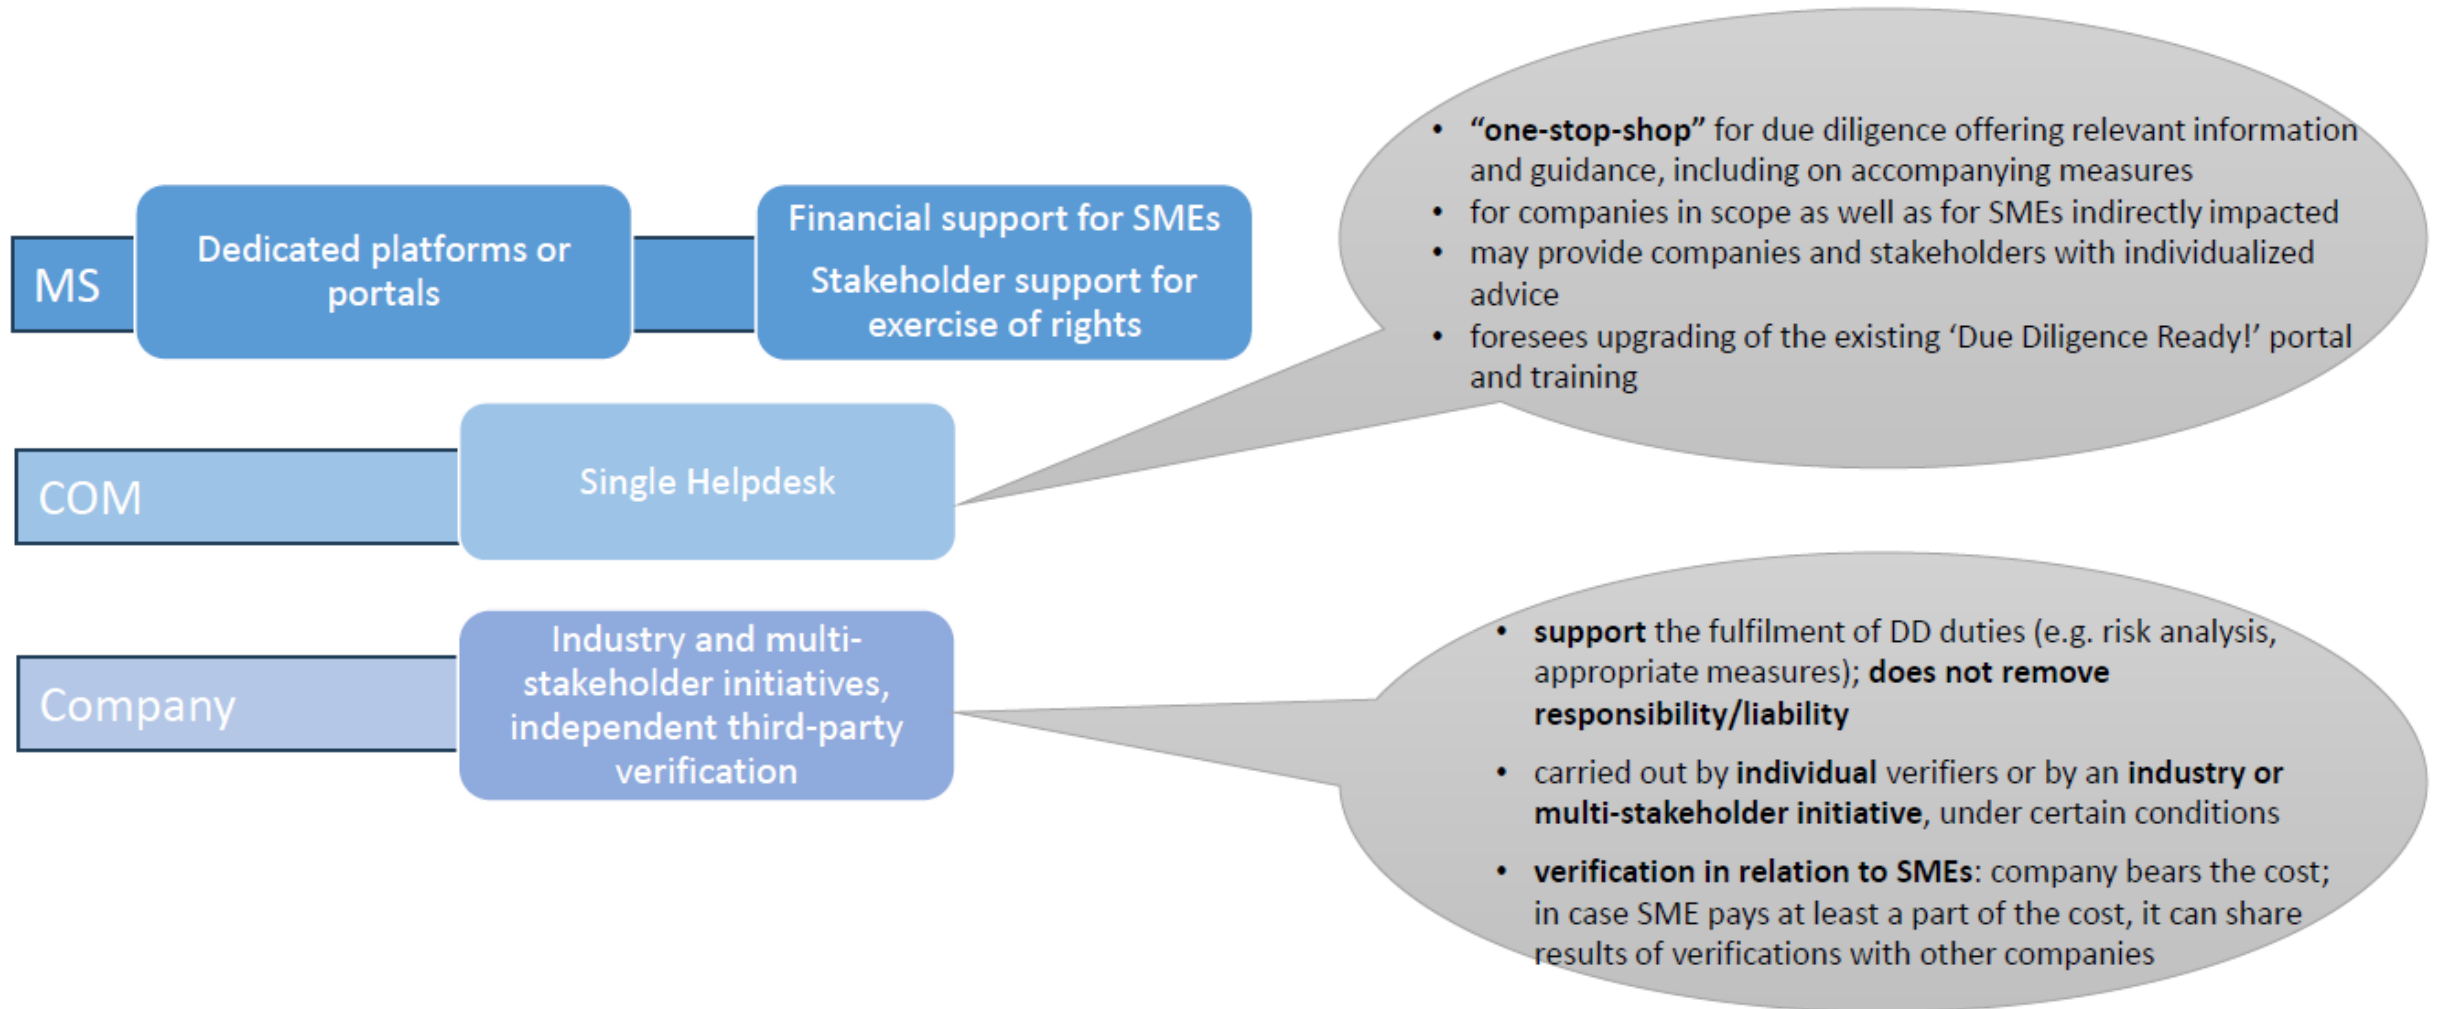 MS
Dedicated platforms or
portals
Financial support for SMEs
Stakeholder support for
exercise of rights
• “one-stop-shop” for due diligence offering relevant information
and guidance, including on accompanying measures
• for companies in scope as well as for SMEs indirectly impacted
• may provide companies and stakeholders with individualized
advice
• foresees upgrading of the existing ‘Due Diligence Ready!’ portal
and training
COM
Single Helpdesk
Company
Industry and multi-
stakeholder initiatives,
independent third-party
verification
• support the fulfilment of DD duties (e.g. risk analysis,
appropriate measures); does not remove
responsibility/liability
• carried out by individual verifiers or by an industry or
multi-stakeholder initiative, under certain conditions
• verification in relation to SMEs: company bears the cost;
in case SME pays at least a part of the cost, it can share
results of verifications with other companies